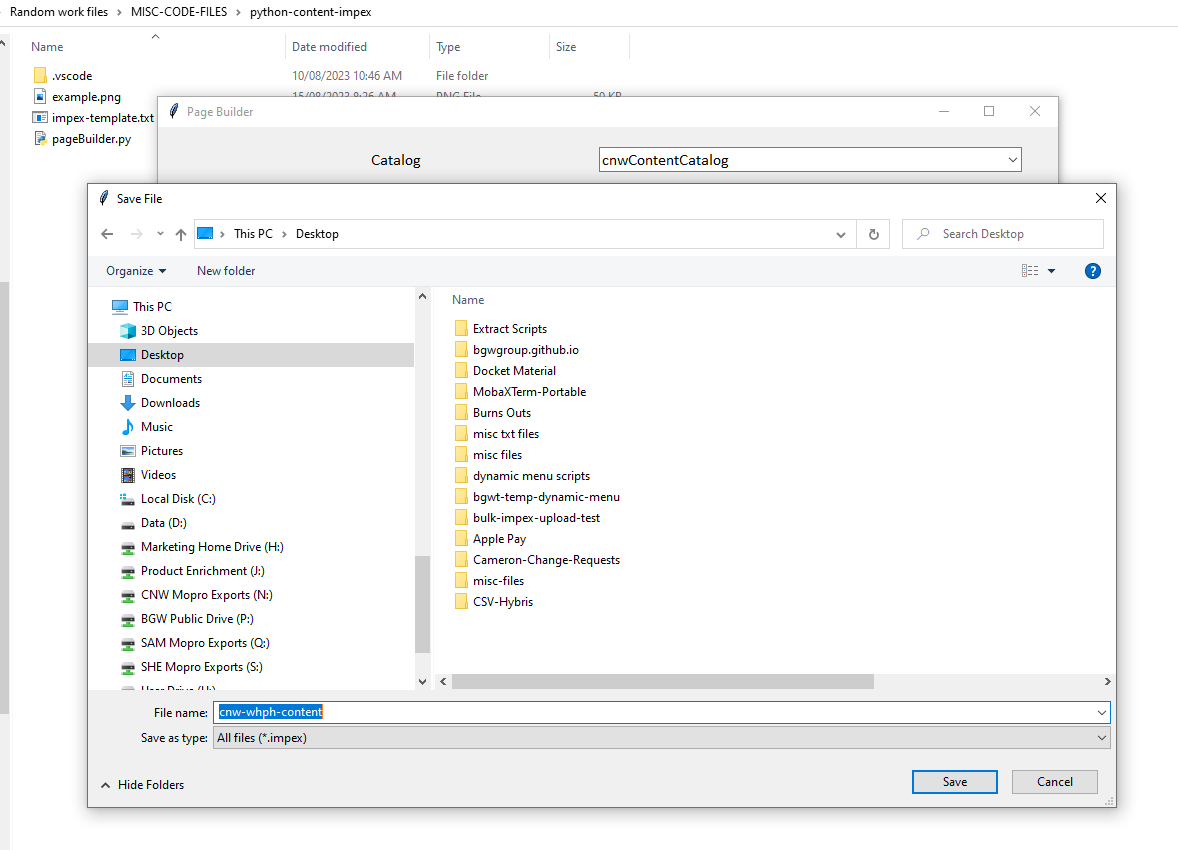 Random work files › MISC-CODE-FILES › python-content-impex
Name Date modified Type Size
.vscode 10/08/2023 10:46 AM File folder
example.png 15/08/2023 8:26 AM PNG File 50 KB
impex-template.txt
pageBuilder.py
Page Builder
Catalog cnwContentCatalog
Save File
This PC › Desktop
Search Desktop
Organize New folder
?
This PC
3D Objects
Desktop
Documents
Downloads
Music
Pictures
Videos
Local Disk (C:)
Data (D:)
Marketing Home Drive (H:)
Product Enrichment (J:)
CNW Mopro Exports (N:)
BGW Public Drive (P:)
SAM Mopro Exports (Q:)
SHE Mopro Exports (S:)
Name
Extract Scripts
bgwgroup.github.io
Docket Material
MobaXTerm-Portable
Burns Outs
misc txt files
misc files
dynamic menu scripts
bgwt-temp-dynamic-menu
bulk-impex-upload-test
Apple Pay
Cameron-Change-Requests
misc-files
CSV-Hybris
File name: cnw-whph-content
Save as type: All files (*.impex)
Hide Folders
Save Cancel